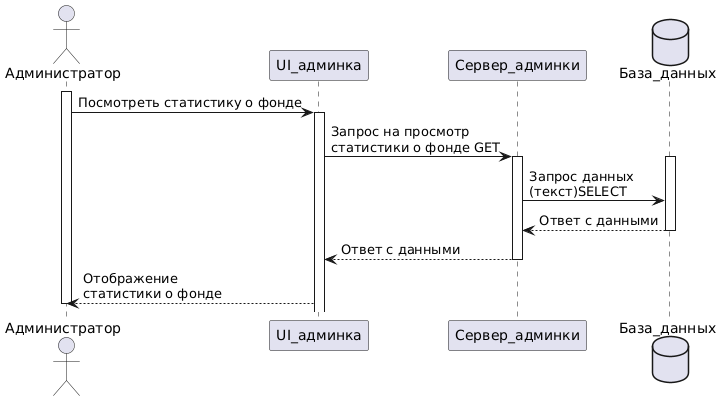 Администратор
UI_админка
Сервер_админки
База_данных
Посмотреть статистику о фонде
Запрос на просмотр
статистики о фонде GET
Запрос данных
(текст)SELECT
Ответ с данными
Ответ с данными
Отображение
статистики о фонде
Администратор
UI_админка
Сервер_админки
База_данных